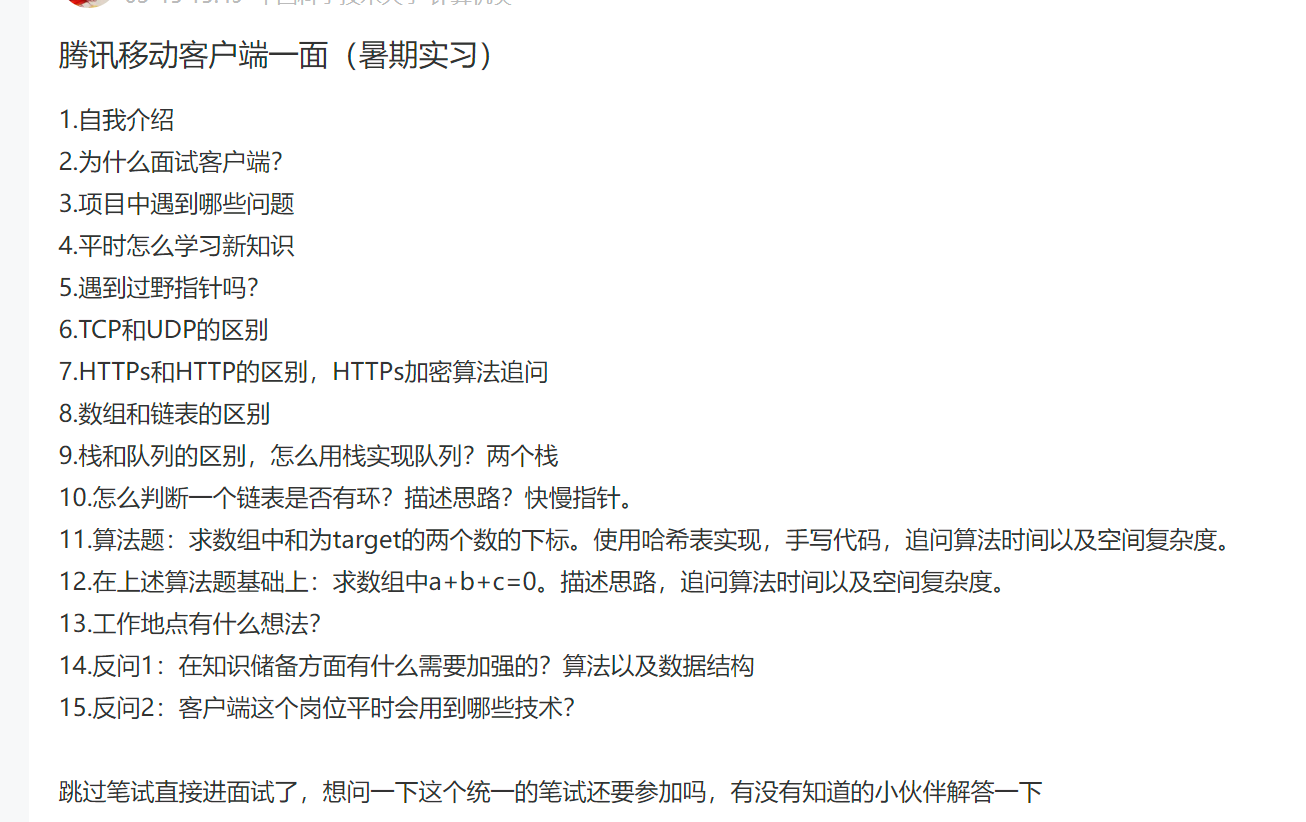 腾讯移动客户端一面（暑期实习）
1.自我介绍
2.为什么面试客户端？
3.项目中遇到哪些问题
4.平时怎么学习新知识
5.遇到过野指针吗？
6.TCP和UDP的区别
7.HTTPs和HTTP的区别，HTTPs加密算法追问
8.数组和链表的区别
9.栈和队列的区别，怎么用栈实现队列？两个栈
10.怎么判断一个链表是否有环？描述思路？快慢指针。
11.算法题：求数组中和为target的两个数的下标。使用哈希表实现，手写代码，追问算法时间以及空间复杂度。
12.在上述算法题基础上：求数组中a+b+c=0。描述思路，追问算法时间以及空间复杂度。
13.工作地点有什么想法？
14.反问1：在知识储备方面有什么需要加强的？算法以及数据结构
15.反问2：客户端这个岗位平时会用到哪些技术？
跳过笔试直接进面试了，想问一下这个统一的笔试还要参加吗，有没有知道的小伙伴解答一下